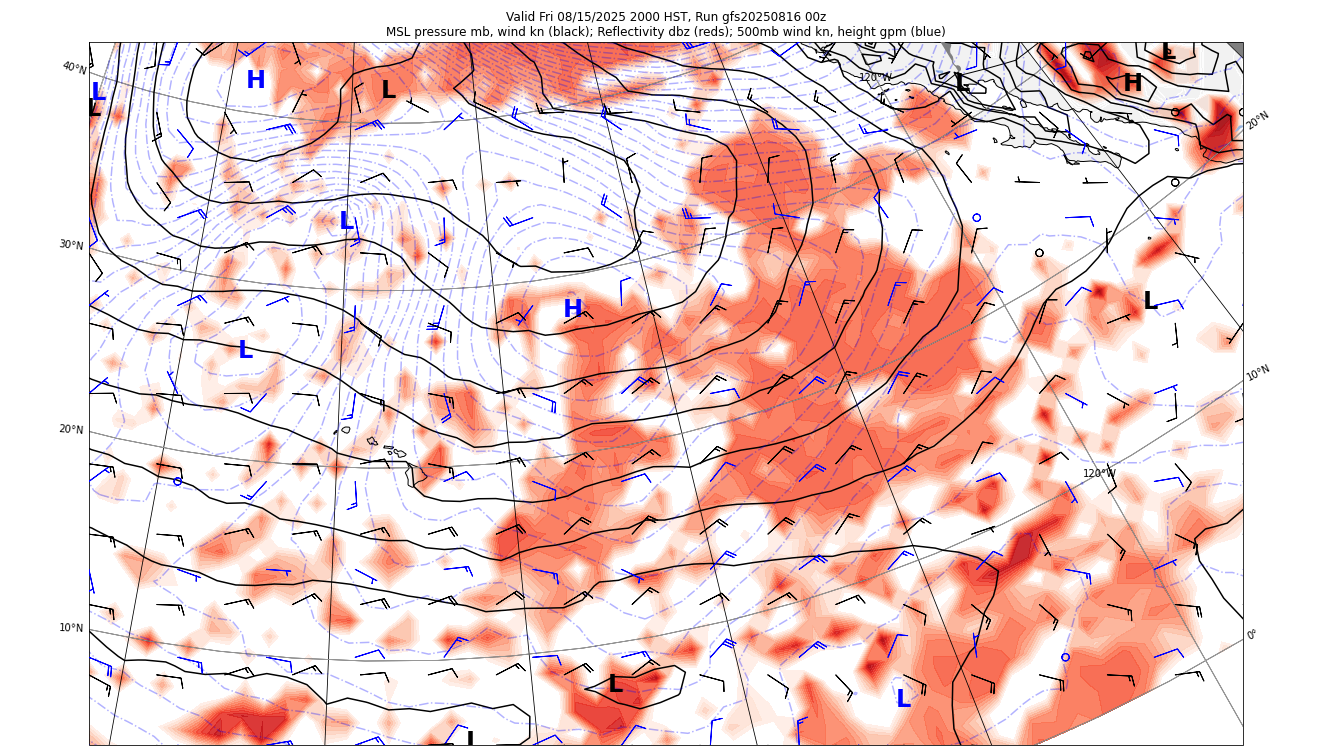 Valid Fri 08/15/2025 2000 HST, Run gfs20250816 00z
MSL pressure mb, wind kn (black); Reflectivity dbz (reds); 500mb wind kn, height gpm (blue)
40°N
H
L
120°W
L
H
L
L
L
20°N
L
30°N
H
L
L
10°N
20°N
120°W
10°N
0°
L
L
L